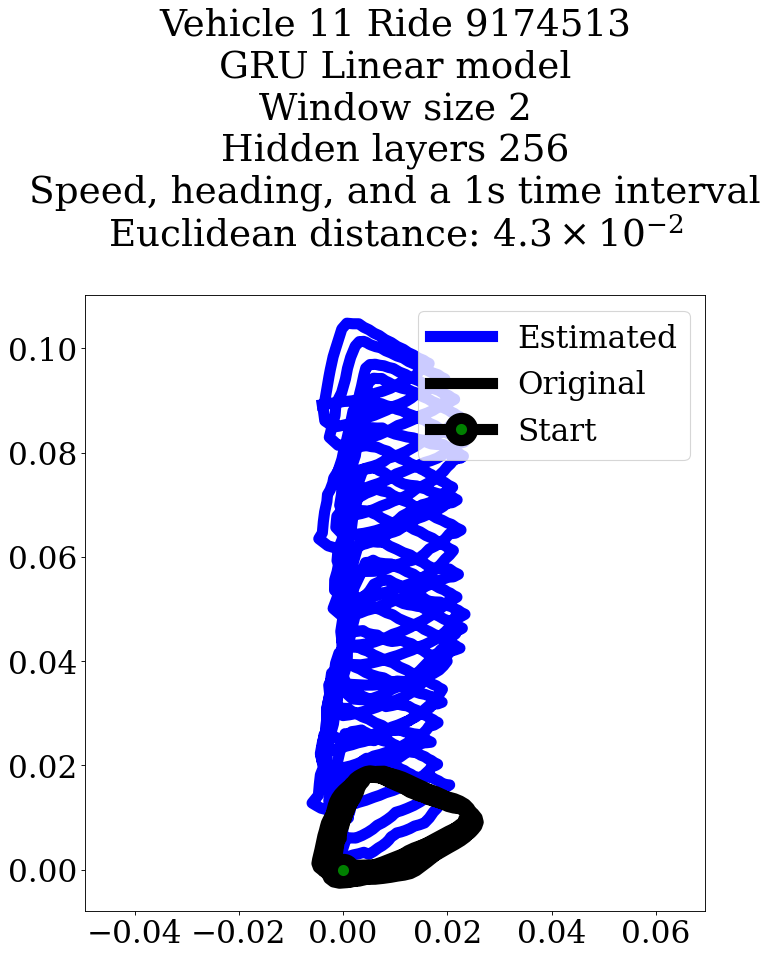 Vehicle 11 Ride 9174513
GRU Linear model
Window size 2
Hidden layers 256
Speed, heading, and a 1s time interval
Euclidean distance: 4.3 × 10⁻²
Estimated
Original
Start
0.10
0.08
0.06
0.04
0.02
0.00
−0.04 −0.02 0.00 0.02 0.04 0.06